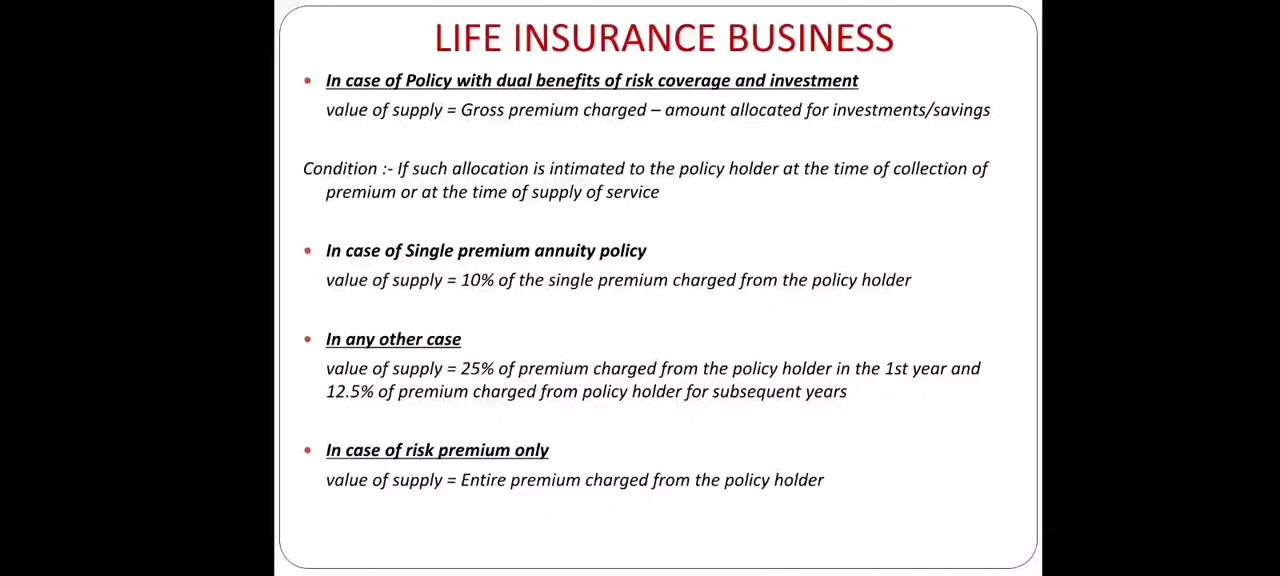 LIFE INSURANCE BUSINESS
• In case of Policy with dual benefits of risk coverage and investment
value of supply = Gross premium charged – amount allocated for investments/savings
Condition :- If such allocation is intimated to the policy holder at the time of collection of
premium or at the time of supply of service
• In case of Single premium annuity policy
value of supply = 10% of the single premium charged from the policy holder
• In any other case
value of supply = 25% of premium charged from the policy holder in the 1st year and
12.5% of premium charged from policy holder for subsequent years
• In case of risk premium only
value of supply = Entire premium charged from the policy holder